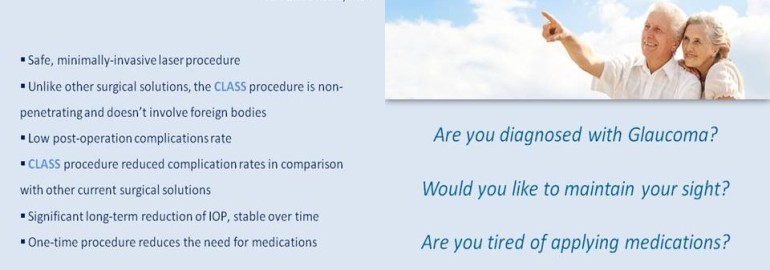 ▪ Safe, minimally-invasive laser procedure
▪ Unlike other surgical solutions, the CLASS procedure is non-
penetrating and doesn't involve foreign bodies
▪ Low post-operation complications rate
▪ CLASS procedure reduced complication rates in comparison
with other current surgical solutions
▪ Significant long-term reduction of IOP, stable over time
▪ One-time procedure reduces the need for medications
Are you diagnosed with Glaucoma?
Would you like to maintain your sight?
Are you tired of applying medications?